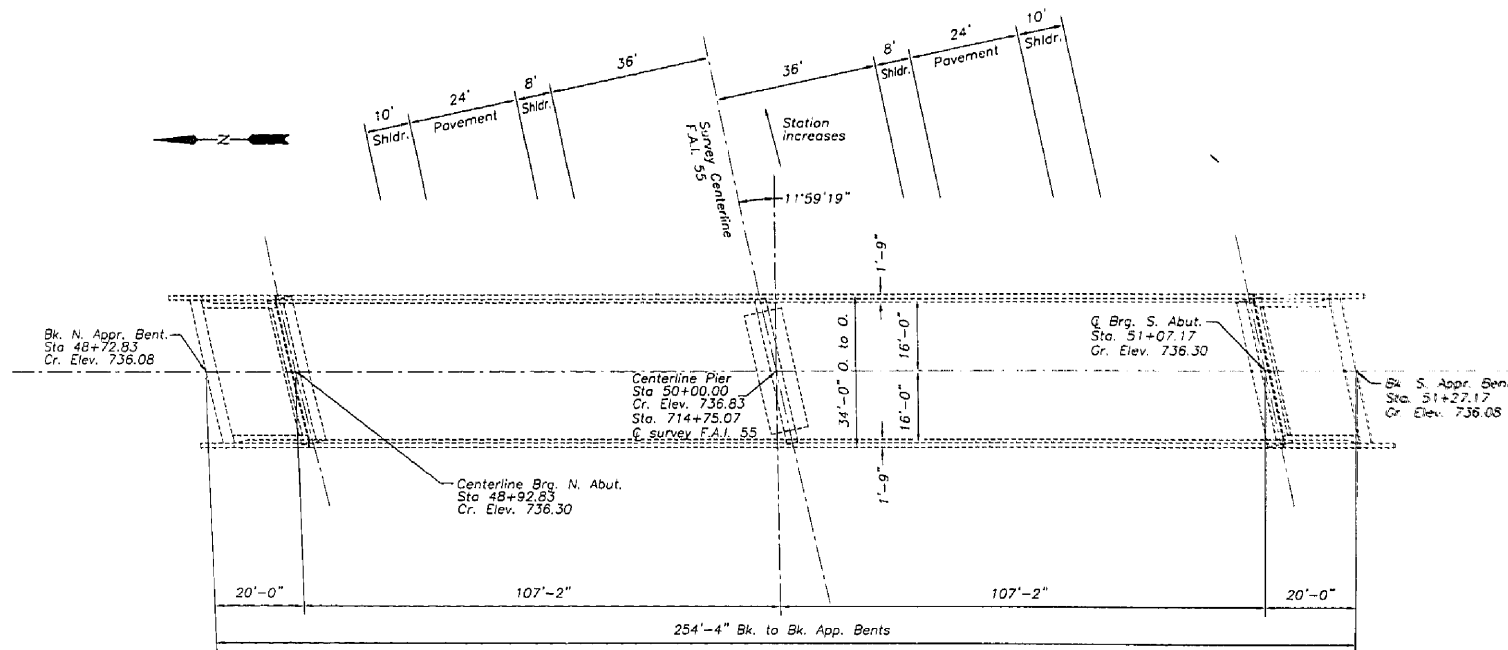 10'
Shldr.
24'
Pavement
8'
Shldr.
36'
36'
8'
Shldr.
24'
Pavement
10'
Shldr.
N
Survey Centerline
F.A.I. 55
Station
increases
11°59'19"
1'-9"
Bk. N. Appr. Bent.
Sta 48+72.83
Cr. Elev. 736.08
Centerline Pier
Sta 50+00.00
Cr. Elev. 736.83
Sta. 714+75.07
℄ survey F.A.I. 55
34'-0" O. to O.
16'-0"
16'-0"
℄ Brg. S. Abut.
Sta. 51+07.17
Gr. Elev. 736.30
Bk. S. Appr. Bent
Sta. 51+27.17
Gr Elev. 736.08
Centerline Brg. N. Abut.
Sta 48+92.83
Cr. Elev. 736.30
1'-9"
20'-0"
107'-2"
107'-2"
20'-0"
254'-4" Bk. to Bk. App. Bents